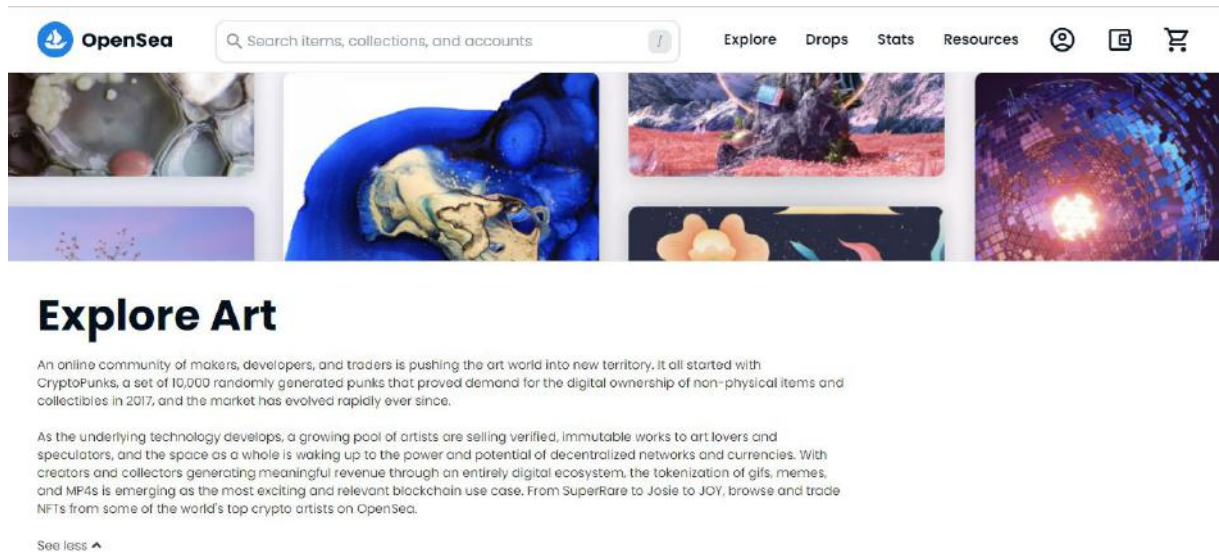 OpenSea
Search items, collections, and accounts
/
Explore
Drops
Stats
Resources
Explore Art
An online community of makers, developers, and traders is pushing the art world into new territory. It all started with
CryptoPunks, a set of 10,000 randomly generated punks that proved demand for the digital ownership of non-physical items and
collectibles in 2017, and the market has evolved rapidly ever since.
As the underlying technology develops, a growing pool of artists are selling verified, immutable works to art lovers and
speculators, and the space as a whole is waking up to the power and potential of decentralized networks and currencies. With
creators and collectors generating meaningful revenue through an entirely digital ecosystem, the tokenization of gifs, memes,
and MP4s is emerging as the most exciting and relevant blockchain use case. From SuperRare to Josie to JOY, browse and trade
NFTs from some of the world's top crypto artists on OpenSea.
See less